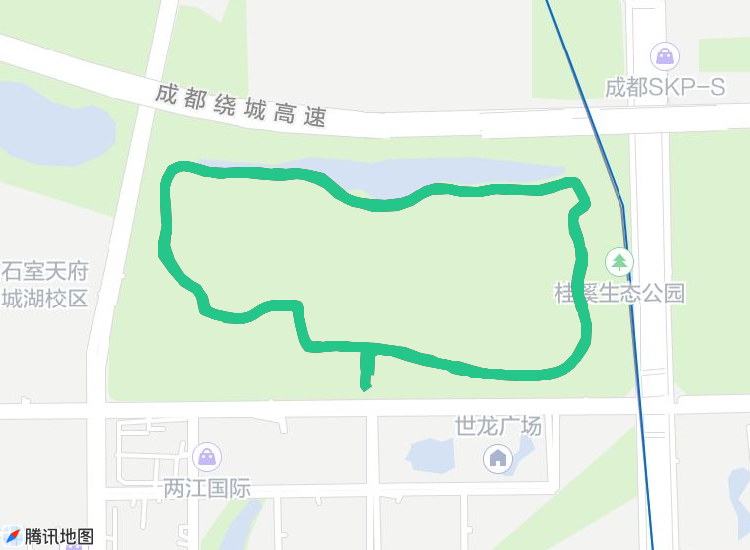 成都SKP-S
成都绕城高速
石室天府
城湖校区
桂溪生态公园
世龙广场
两江国际
腾讯地图